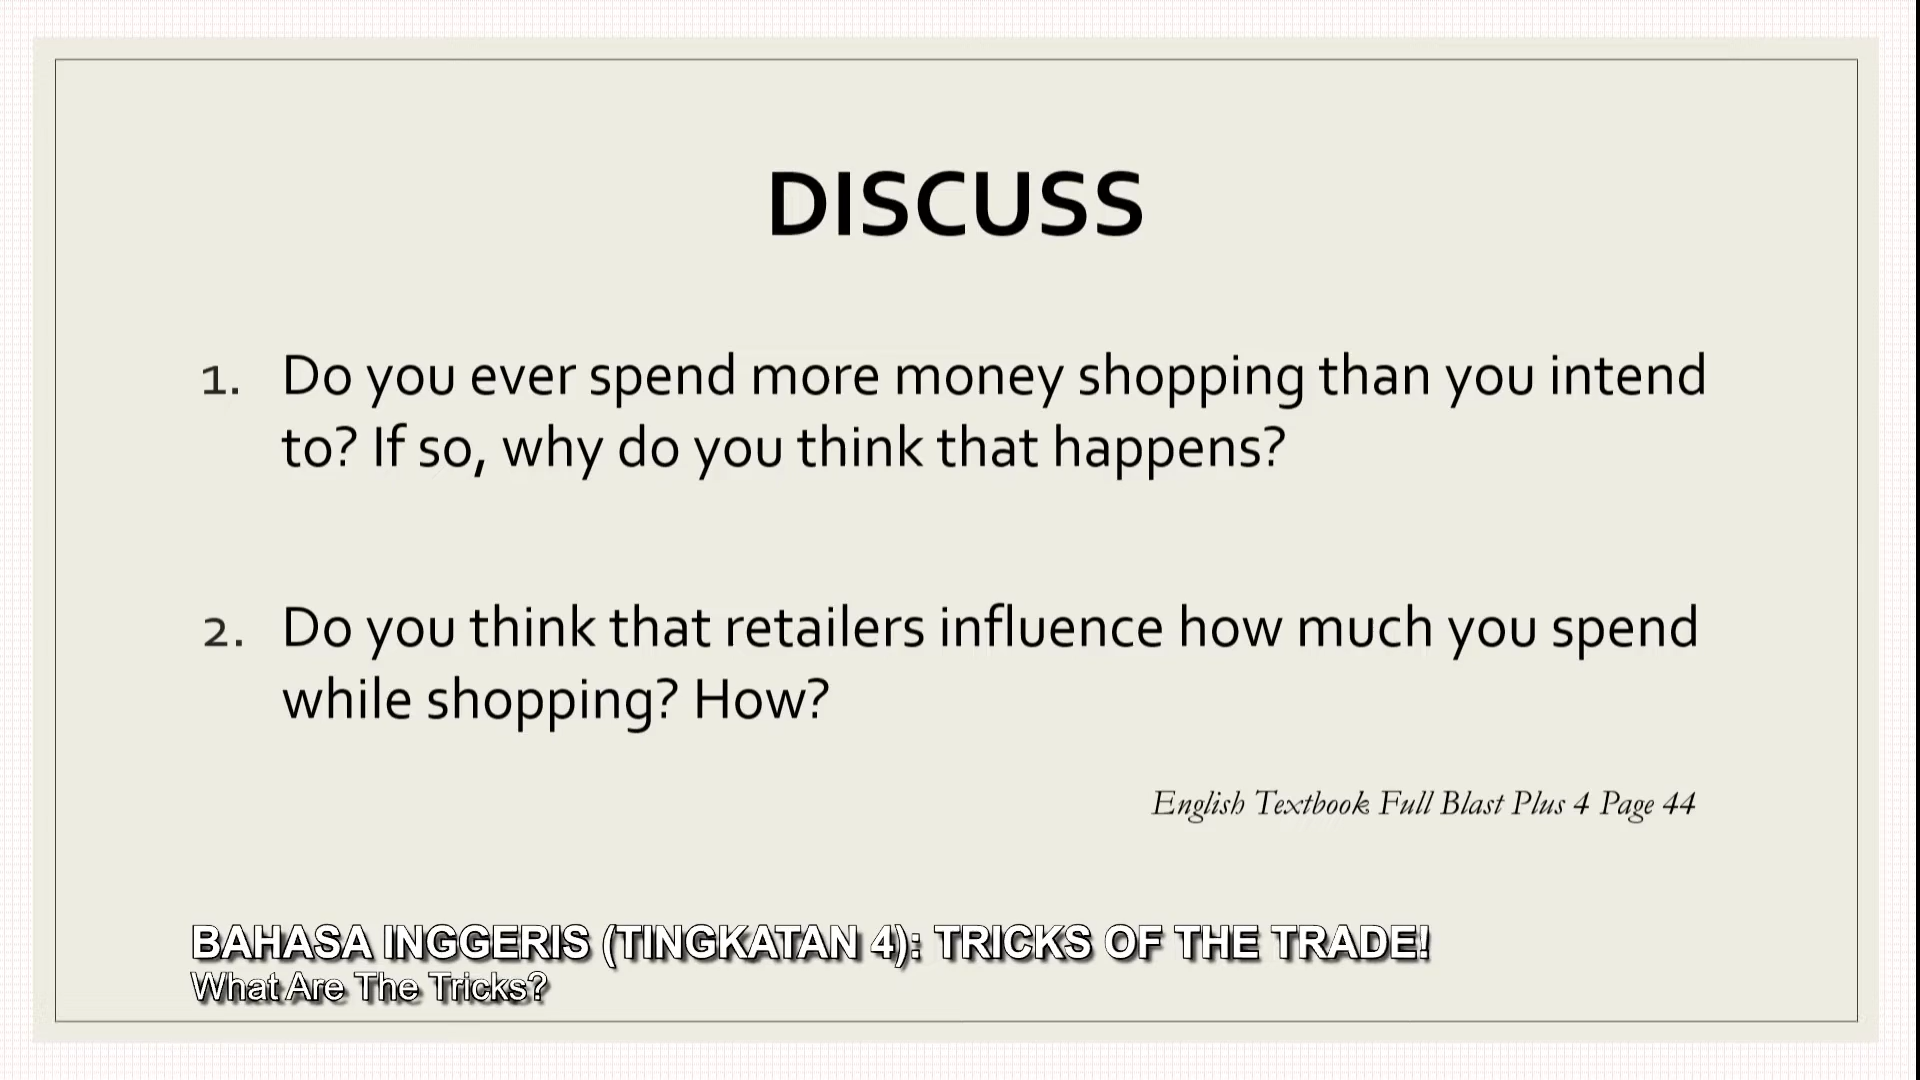 DISCUSS
1. Do you ever spend more money shopping than you intend
to? If so, why do you think that happens?
2. Do you think that retailers influence how much you spend
while shopping? How?
English Textbook Full Blast Plus 4 Page 44
BAHASA INGGERIS (TINGKATAN 4): TRICKS OF THE TRADE!
What Are The Tricks?